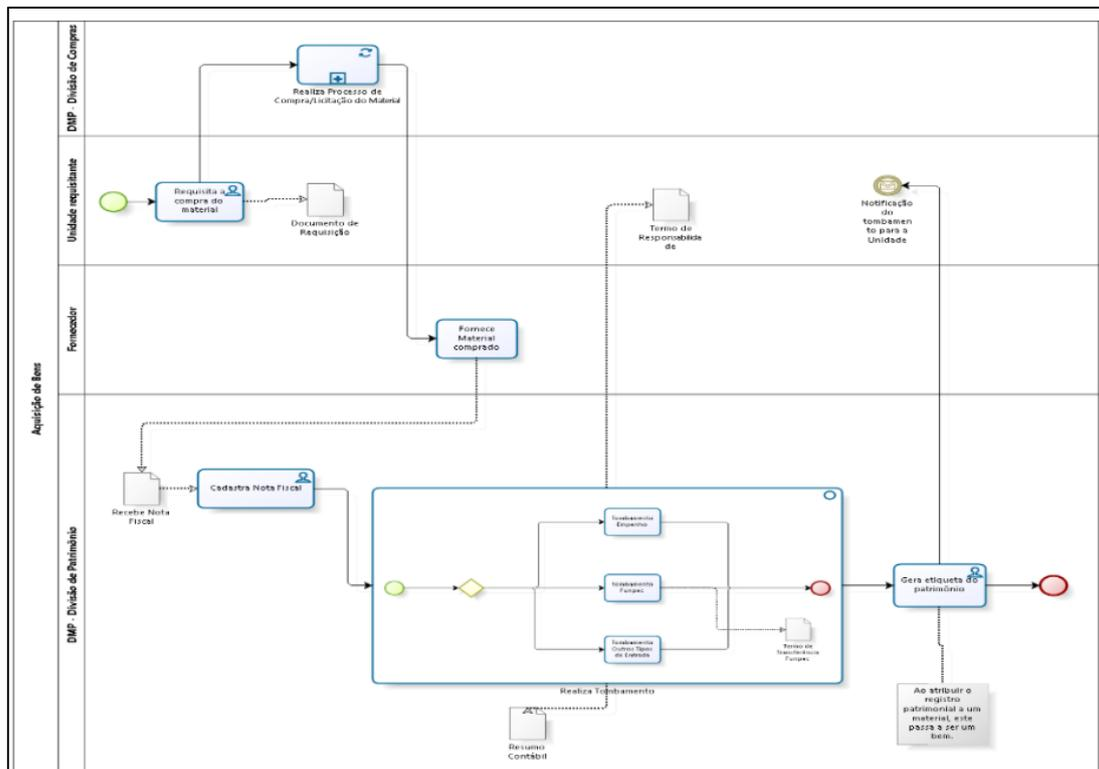 Aquisição de Bens
DMP - Divisão de Compras
Realiza Processo de
Compra/Licitação do Material
Unidade requisitante
Requisita a
compra do
material
Documento de
Requisição
Termo de
Responsabilida
de
Notificação
do
tombamen
to para a
Unidade
Fornecedor
Fornece
Material
comprado
DMP - Divisão de Patrimônio
Recebe Nota
Fiscal
Cadastra Nota Fiscal
Tombamento
Empenho
Tombamento
Funpec
Tombamento
Outros Tipos
de Entrada
Termo de
Transferência
Funpec
Realiza Tombamento
Resumo
Contábil
Gera etiqueta do
patrimônio
Ao atribuir o
registro
patrimonial a um
material, este
passa a ser um
bem.